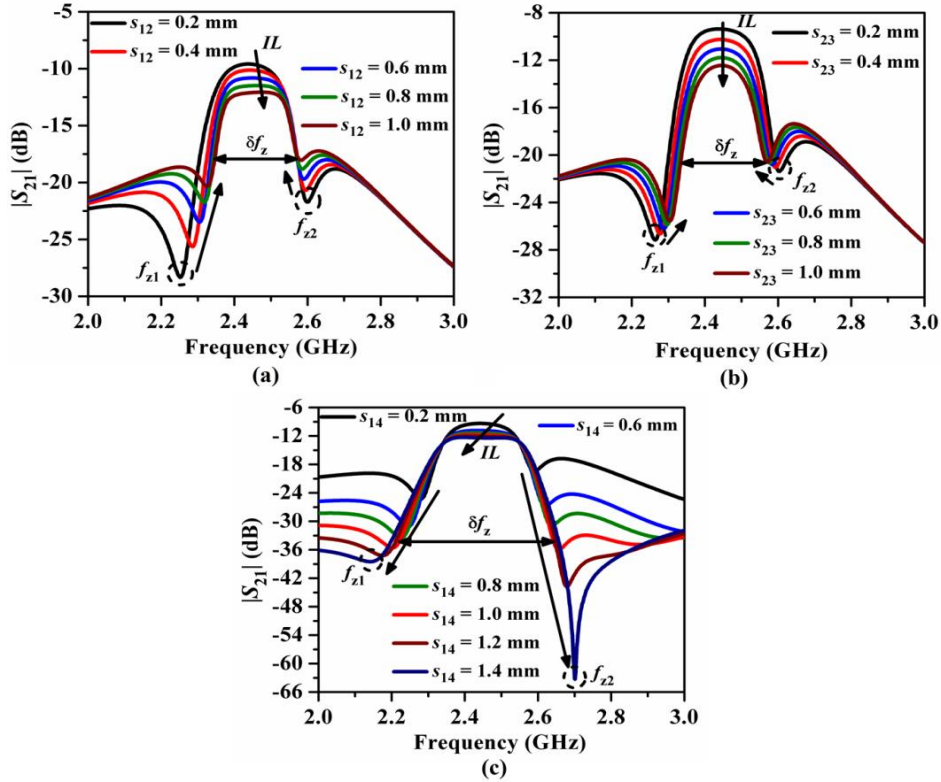 s12 = 0.2 mm
s12 = 0.4 mm
s12 = 0.6 mm
s12 = 0.8 mm
s12 = 1.0 mm
IL
δfz
fz1
fz2
|S21| (dB)
-5
-10
-15
-20
-25
-30
2.0 2.2 2.4 2.6 2.8 3.0
Frequency (GHz)
(a)
s23 = 0.2 mm
s23 = 0.4 mm
IL
δfz
fz1
fz2
s23 = 0.6 mm
s23 = 0.8 mm
s23 = 1.0 mm
|S21| (dB)
-8
-12
-16
-20
-24
-28
-32
2.0 2.2 2.4 2.6 2.8 3.0
Frequency (GHz)
(b)
s14 = 0.2 mm
s14 = 0.6 mm
IL
δfz
fz1
s14 = 0.8 mm
s14 = 1.0 mm
s14 = 1.2 mm
s14 = 1.4 mm
fz2
|S21| (dB)
-6
-12
-18
-24
-30
-36
-42
-48
-54
-60
-66
2.0 2.2 2.4 2.6 2.8 3.0
Frequency (GHz)
(c)